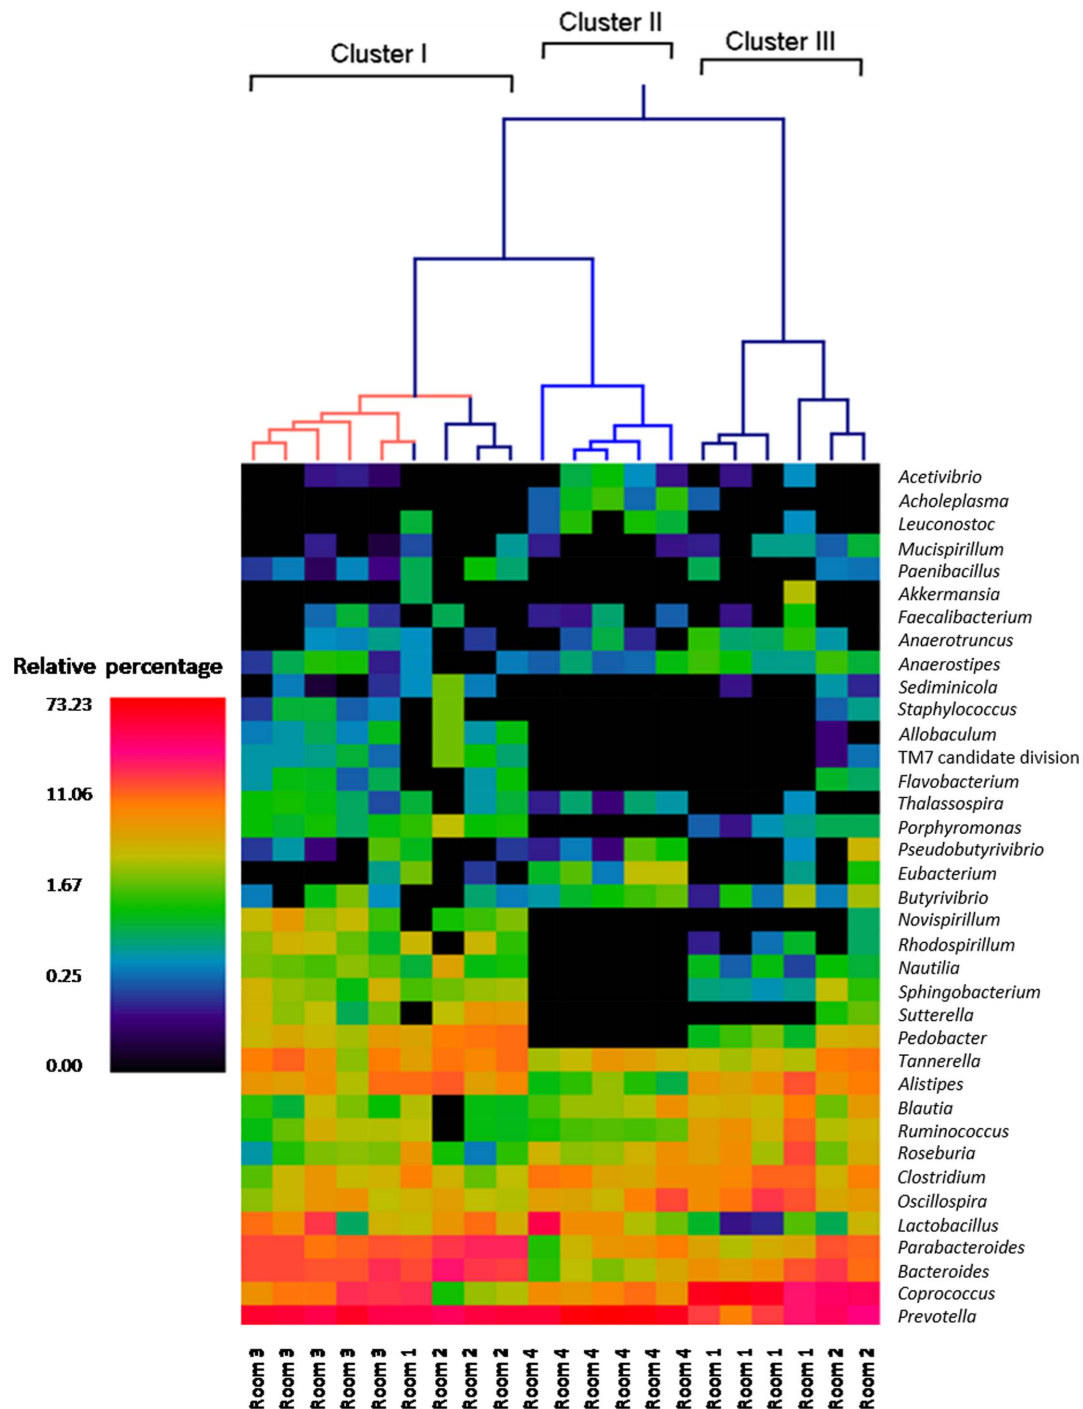 Cluster I
Cluster II
Cluster III
Acetivibrio
Acholeplasma
Leuconostoc
Mucispirillum
Paenibacillus
Akkermansia
Faecalibacterium
Anaerotruncus
Anaerostipes
Sediminicola
Staphylococcus
Allobaculum
TM7 candidate division
Flavobacterium
Thalassospira
Porphyromonas
Pseudobutyrivibrio
Eubacterium
Butyrivibrio
Novispirillum
Rhodospirillum
Nautilia
Sphingobacterium
Sutterella
Pedobacter
Tannerella
Alistipes
Blautia
Ruminococcus
Roseburia
Clostridium
Oscillospira
Lactobacillus
Parabacteroides
Bacteroides
Coprococcus
Prevotella
Relative percentage
73.23
11.06
1.67
0.25
0.00
Room 3
Room 3
Room 3
Room 3
Room 3
Room 1
Room 2
Room 2
Room 2
Room 4
Room 4
Room 4
Room 4
Room 4
Room 1
Room 1
Room 1
Room 1
Room 2
Room 2